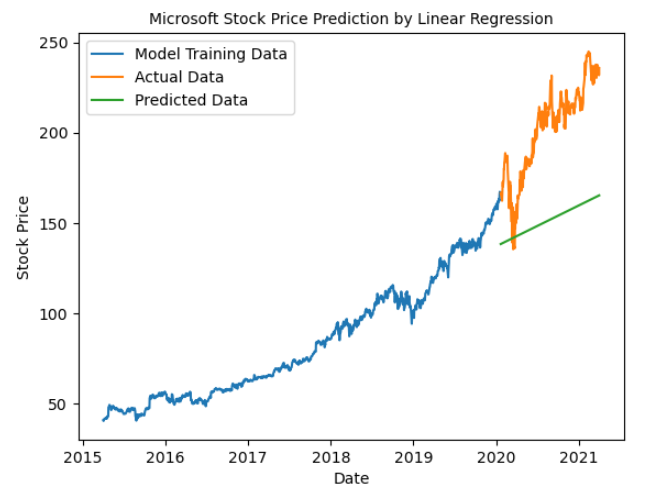 Microsoft Stock Price Prediction by Linear Regression
250
200
150
100
50
Stock Price
Model Training Data
Actual Data
Predicted Data
2015 2016 2017 2018 2019 2020 2021
Date